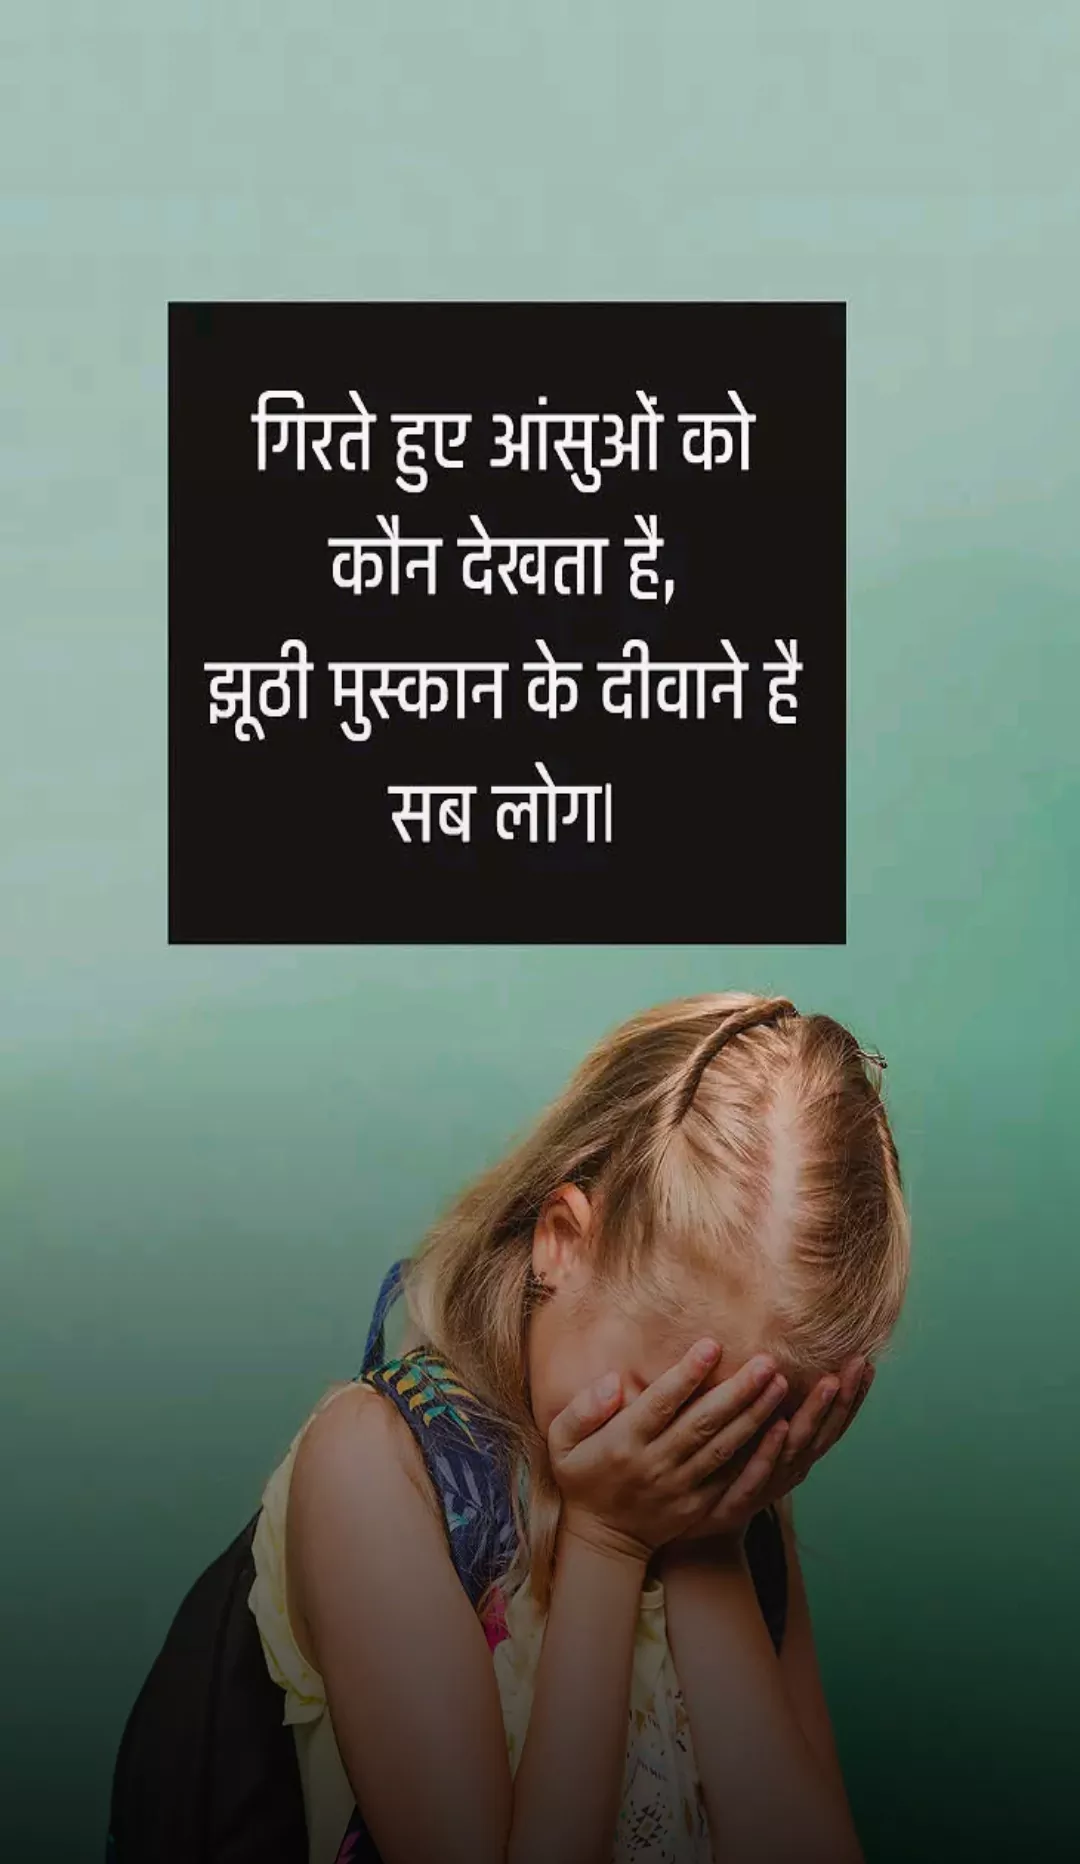 गिरते हुए आंसुओं को
कौन देखता है,
झूठी मुस्कान के दीवाने है
सब लोग।